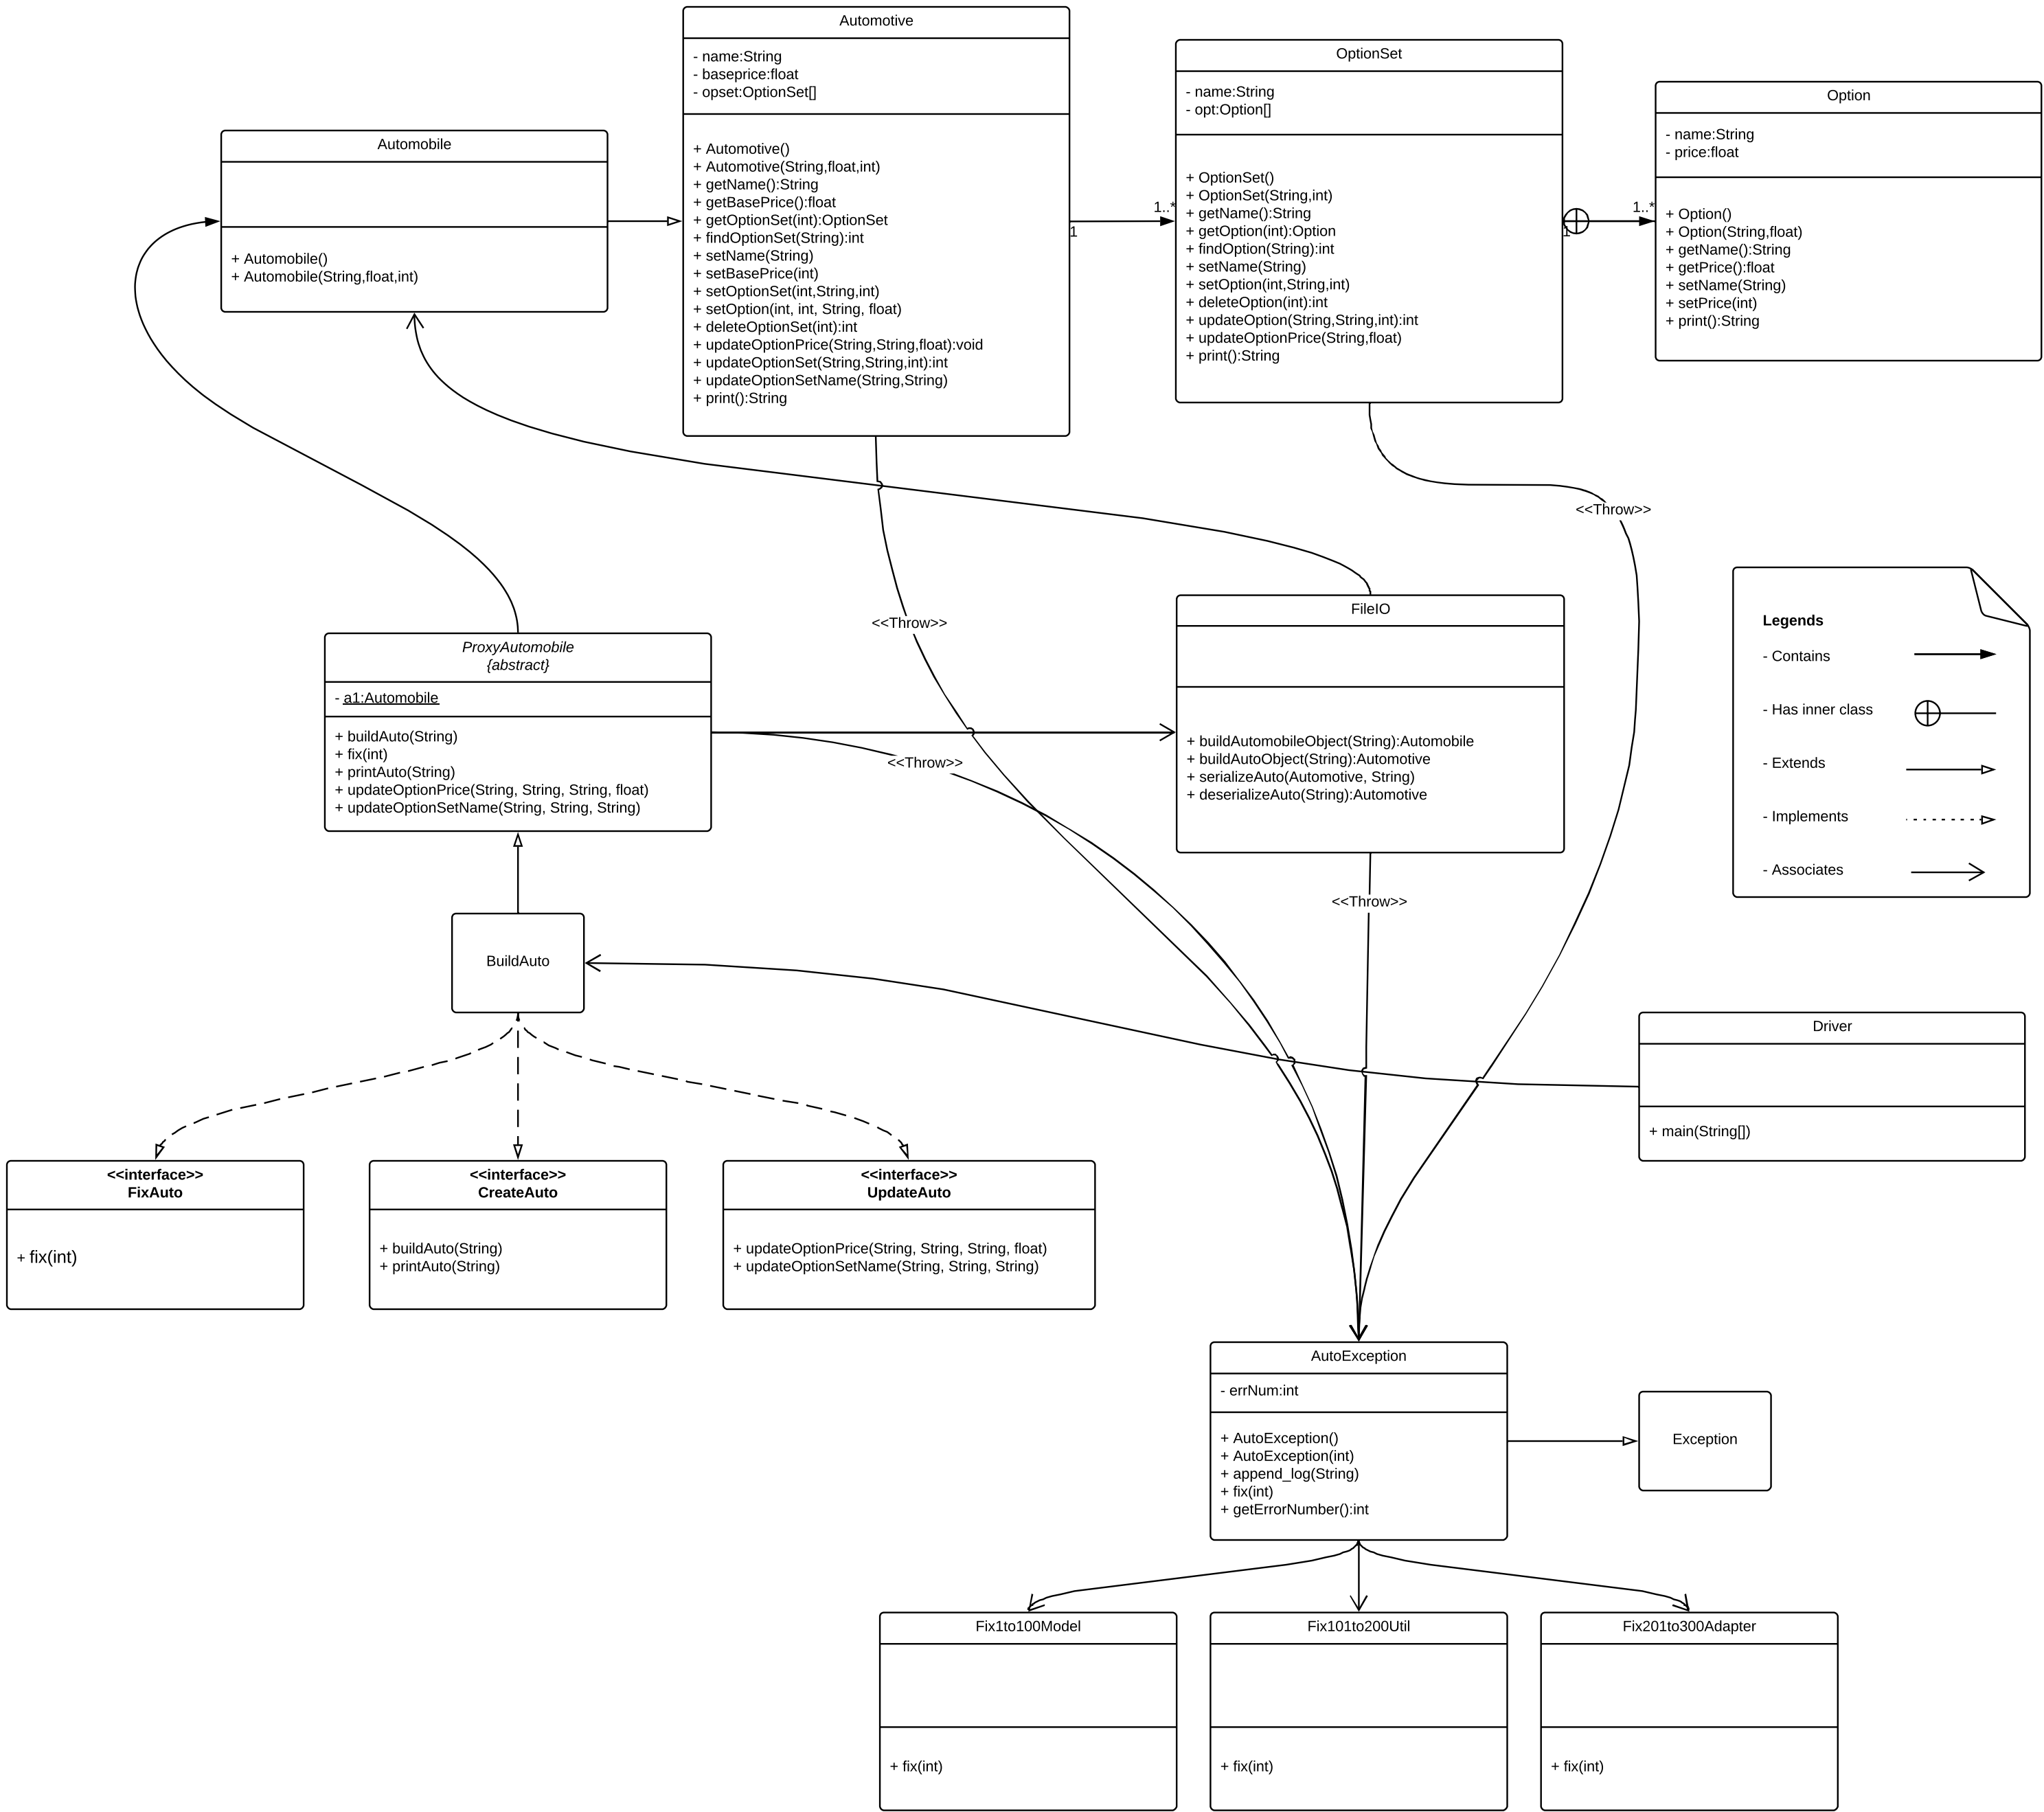 Automotive
- name:String
- baseprice:float
- opset:OptionSet[]
+ Automotive()
+ Automotive(String,float,int)
+ getName():String
+ getBasePrice():float
+ getOptionSet(int):OptionSet
+ findOptionSet(String):int
+ setName(String)
+ setBasePrice(int)
+ setOptionSet(int,String,int)
+ setOption(int, int, String, float)
+ deleteOptionSet(int):int
+ updateOptionPrice(String,String,float):void
+ updateOptionSet(String,String,int):int
+ updateOptionSetName(String,String)
+ print():String
OptionSet
- name:String
- opt:Option[]
+ OptionSet()
+ OptionSet(String,int)
+ getName():String
+ getOption(int):Option
+ findOption(String):int
+ setName(String)
+ setOption(int,String,int)
+ deleteOption(int):int
+ updateOption(String,String,int):int
+ updateOptionPrice(String,float)
+ print():String
Option
- name:String
- price:float
+ Option()
+ Option(String,float)
+ getName():String
+ getPrice():float
+ setName(String)
+ setPrice(int)
+ print():String
Automobile
+ Automobile()
+ Automobile(String,float,int)
1
1..*
1
1..*
<<Throw>>
<<Throw>>
<<Throw>>
<<Throw>>
ProxyAutomobile
{abstract}
- a1:Automobile
+ buildAuto(String)
+ fix(int)
+ printAuto(String)
+ updateOptionPrice(String, String, String, float)
+ updateOptionSetName(String, String, String)
FileIO
+ buildAutomobileObject(String):Automobile
+ buildAutoObject(String):Automotive
+ serializeAuto(Automotive, String)
+ deserializeAuto(String):Automotive
Legends
- Contains
- Has inner class
- Extends
- Implements
- Associates
BuildAuto
Driver
+ main(String[])
<<interface>>
FixAuto
+ fix(int)
<<interface>>
CreateAuto
+ buildAuto(String)
+ printAuto(String)
<<interface>>
UpdateAuto
+ updateOptionPrice(String, String, String, float)
+ updateOptionSetName(String, String, String)
AutoException
- errNum:int
+ AutoException()
+ AutoException(int)
+ append_log(String)
+ fix(int)
+ getErrorNumber():int
Exception
Fix1to100Model
+ fix(int)
Fix101to200Util
+ fix(int)
Fix201to300Adapter
+ fix(int)